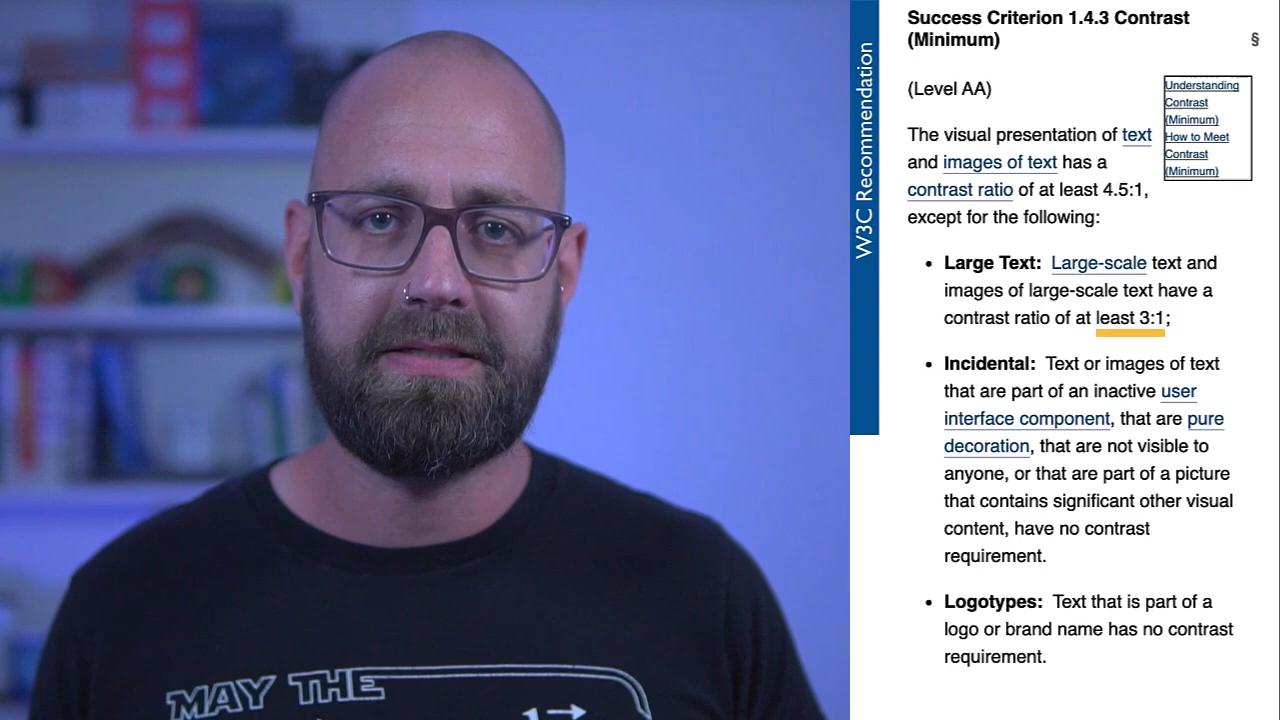 Success Criterion 1.4.3 Contrast
(Minimum)
§
(Level AA)
Understanding
Contrast
(Minimum)
How to Meet
Contrast
(Minimum)
The visual presentation of text
and images of text has a
contrast ratio of at least 4.5:1,
except for the following:
• Large Text: Large-scale text and
images of large-scale text have a
contrast ratio of at least 3:1;
• Incidental: Text or images of text
that are part of an inactive user
interface component, that are pure
decoration, that are not visible to
anyone, or that are part of a picture
that contains significant other visual
content, have no contrast
requirement.
• Logotypes: Text that is part of a
logo or brand name has no contrast
requirement.
W3C Recommendation
MAY THE